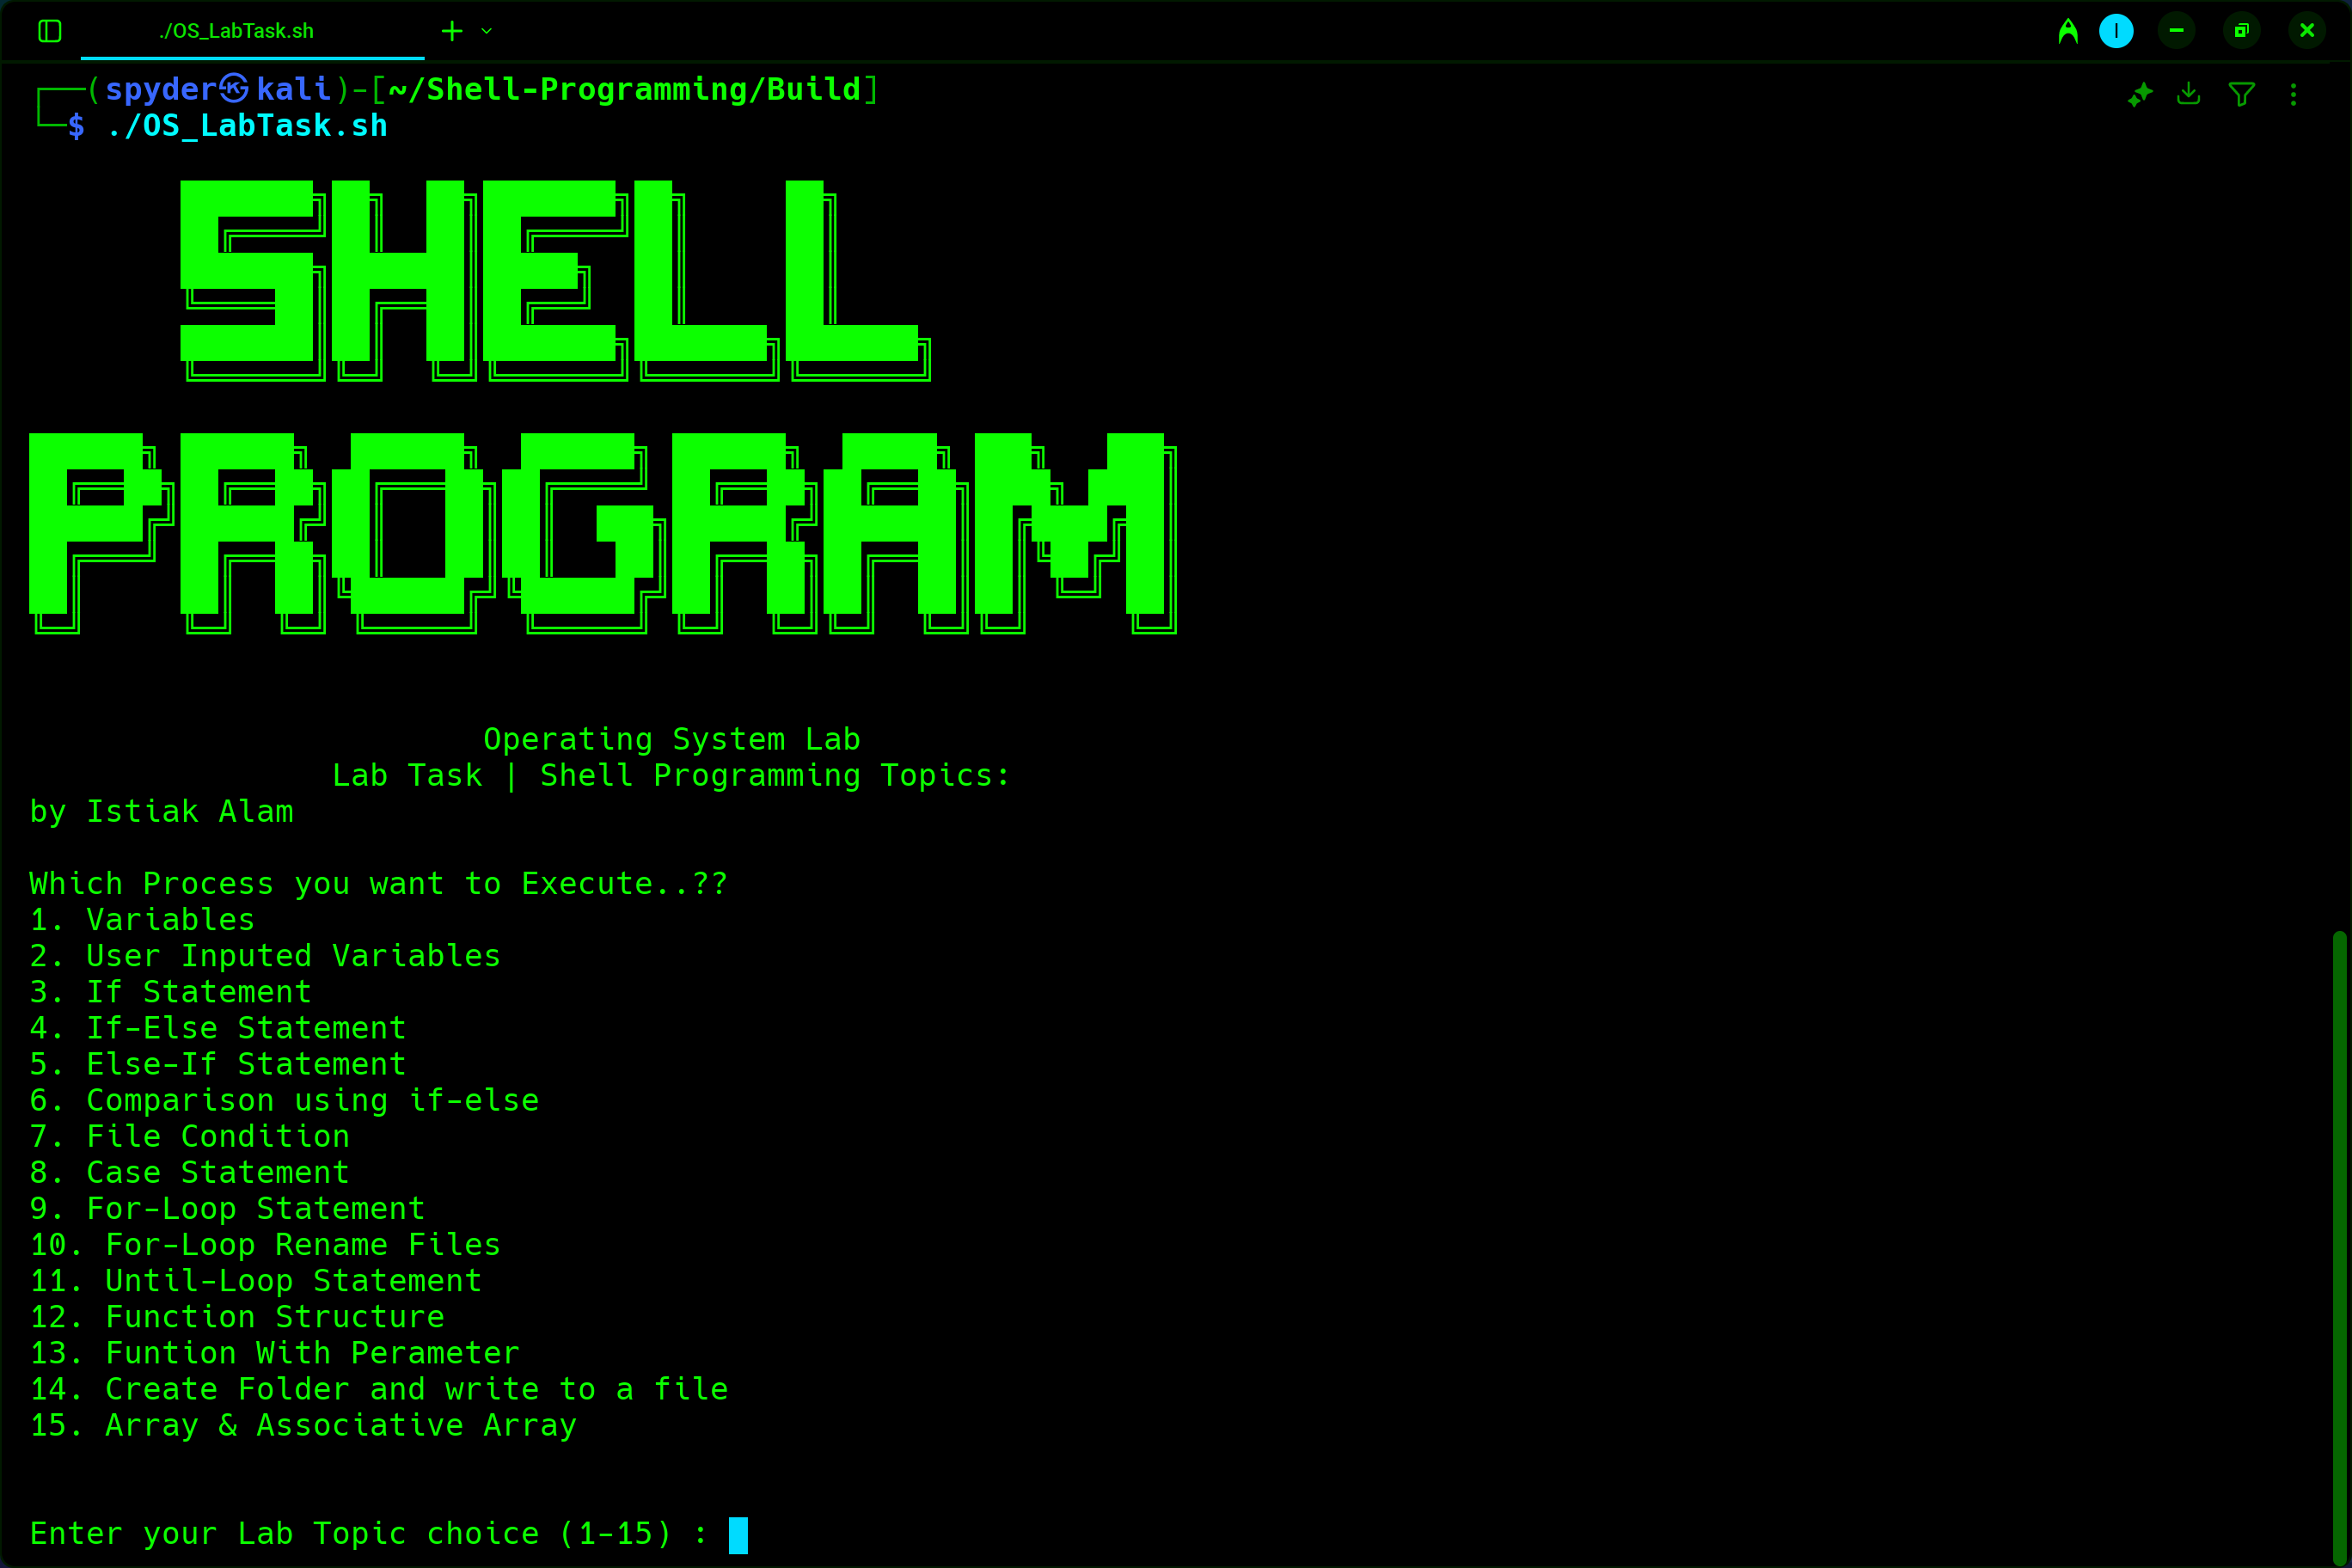 ./OS_LabTask.sh
(spyder㉿kali)-[~/Shell-Programming/Build]
$ ./OS_LabTask.sh
SHELL
PROGRAM
Operating System Lab
Lab Task | Shell Programming Topics:
by Istiak Alam
Which Process you want to Execute..??
1. Variables
2. User Inputed Variables
3. If Statement
4. If-Else Statement
5. Else-If Statement
6. Comparison using if-else
7. File Condition
8. Case Statement
9. For-Loop Statement
10. For-Loop Rename Files
11. Until-Loop Statement
12. Function Structure
13. Funtion With Perameter
14. Create Folder and write to a file
15. Array & Associative Array
Enter your Lab Topic choice (1-15) :